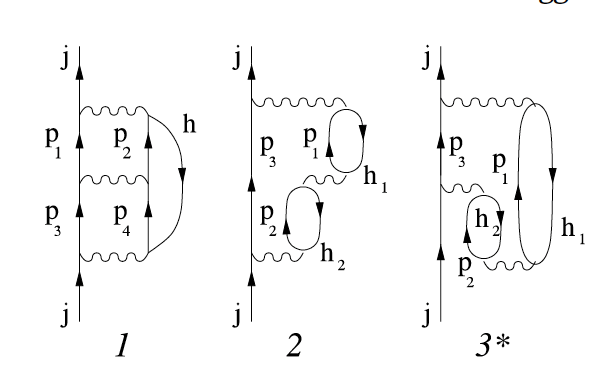 j j j
h
p1 p2 p3 p1 p3 p1
h1
p3 p4 p2 h2 h1
h2 p2
j j j
1 2 3*